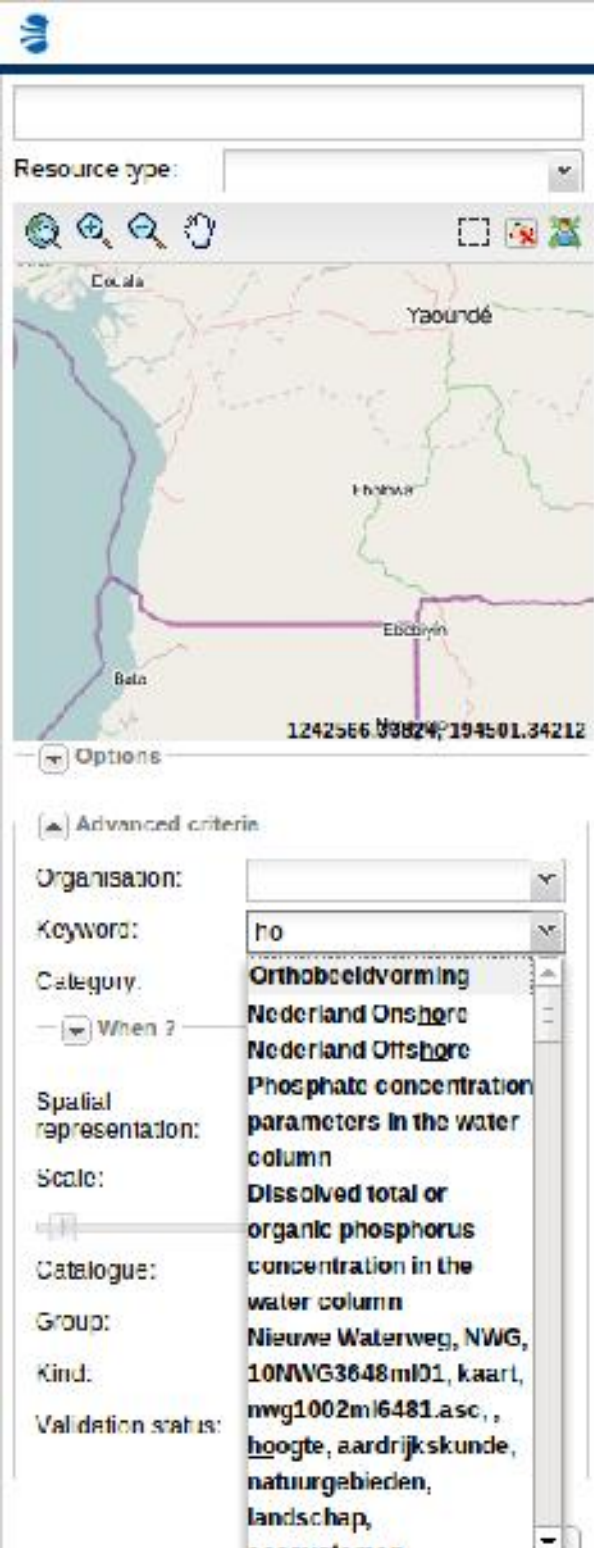 Resource type:
Douala
Yaoundé
Ebolowa
Ebebiyin
Bata
194501.34212
Options
Advanced criteria
Organisation:
Keyword: ho
Category:
Orthobeeldvorming
Nederland Onshore
When ?
Nederland Offshore
Phosphate concentration
parameters in the water
column
Spatial
representation:
Scale:
Dissolved total or
organic phosphorus
concentration in the
water column
Catalogue:
Group:
Kind:
Validation status:
Nieuwe Waterweg, NWG,
10NWG3648ml01, kaart,
nwg1002ml6481.asc, ,
hoogte, aardrijkskunde,
natuurgebieden,
landschap,